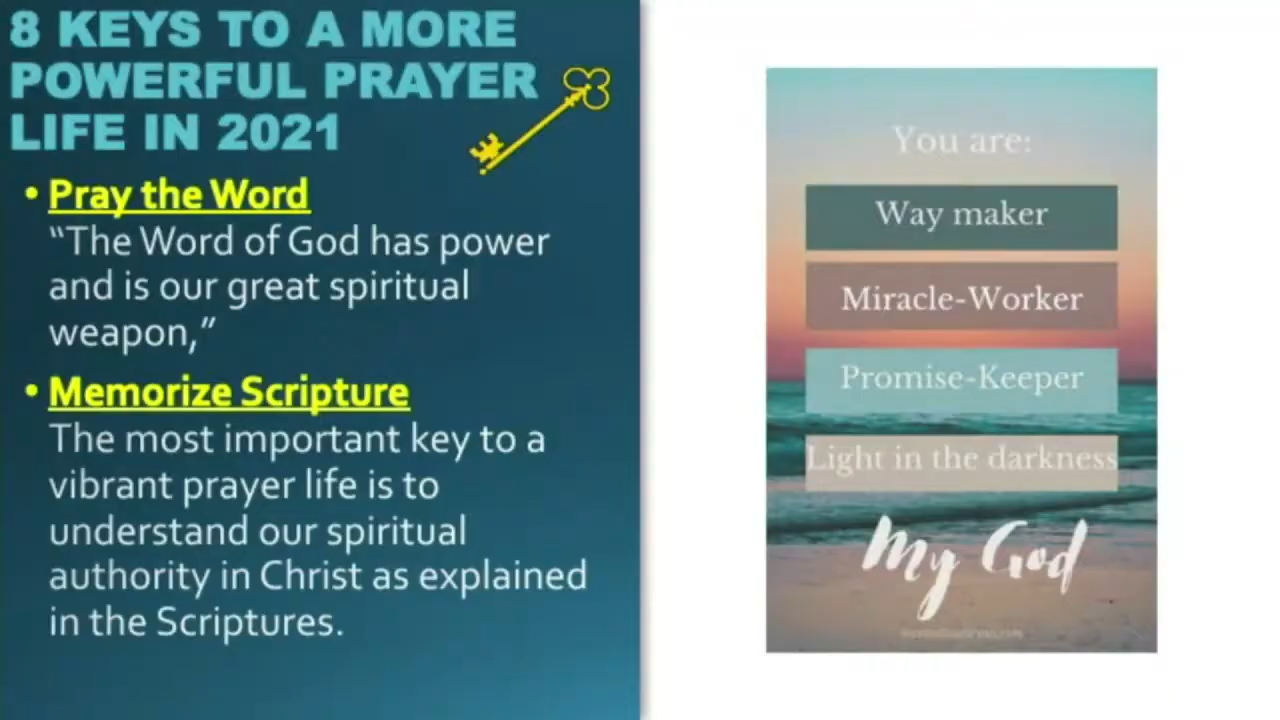 8 KEYS TO A MORE
POWERFUL PRAYER
LIFE IN 2021
• Pray the Word
“The Word of God has power
and is our great spiritual
weapon,”
• Memorize Scripture
The most important key to a
vibrant prayer life is to
understand our spiritual
authority in Christ as explained
in the Scriptures.
You are:
Way maker
Miracle-Worker
Promise-Keeper
Light in the darkness
My God